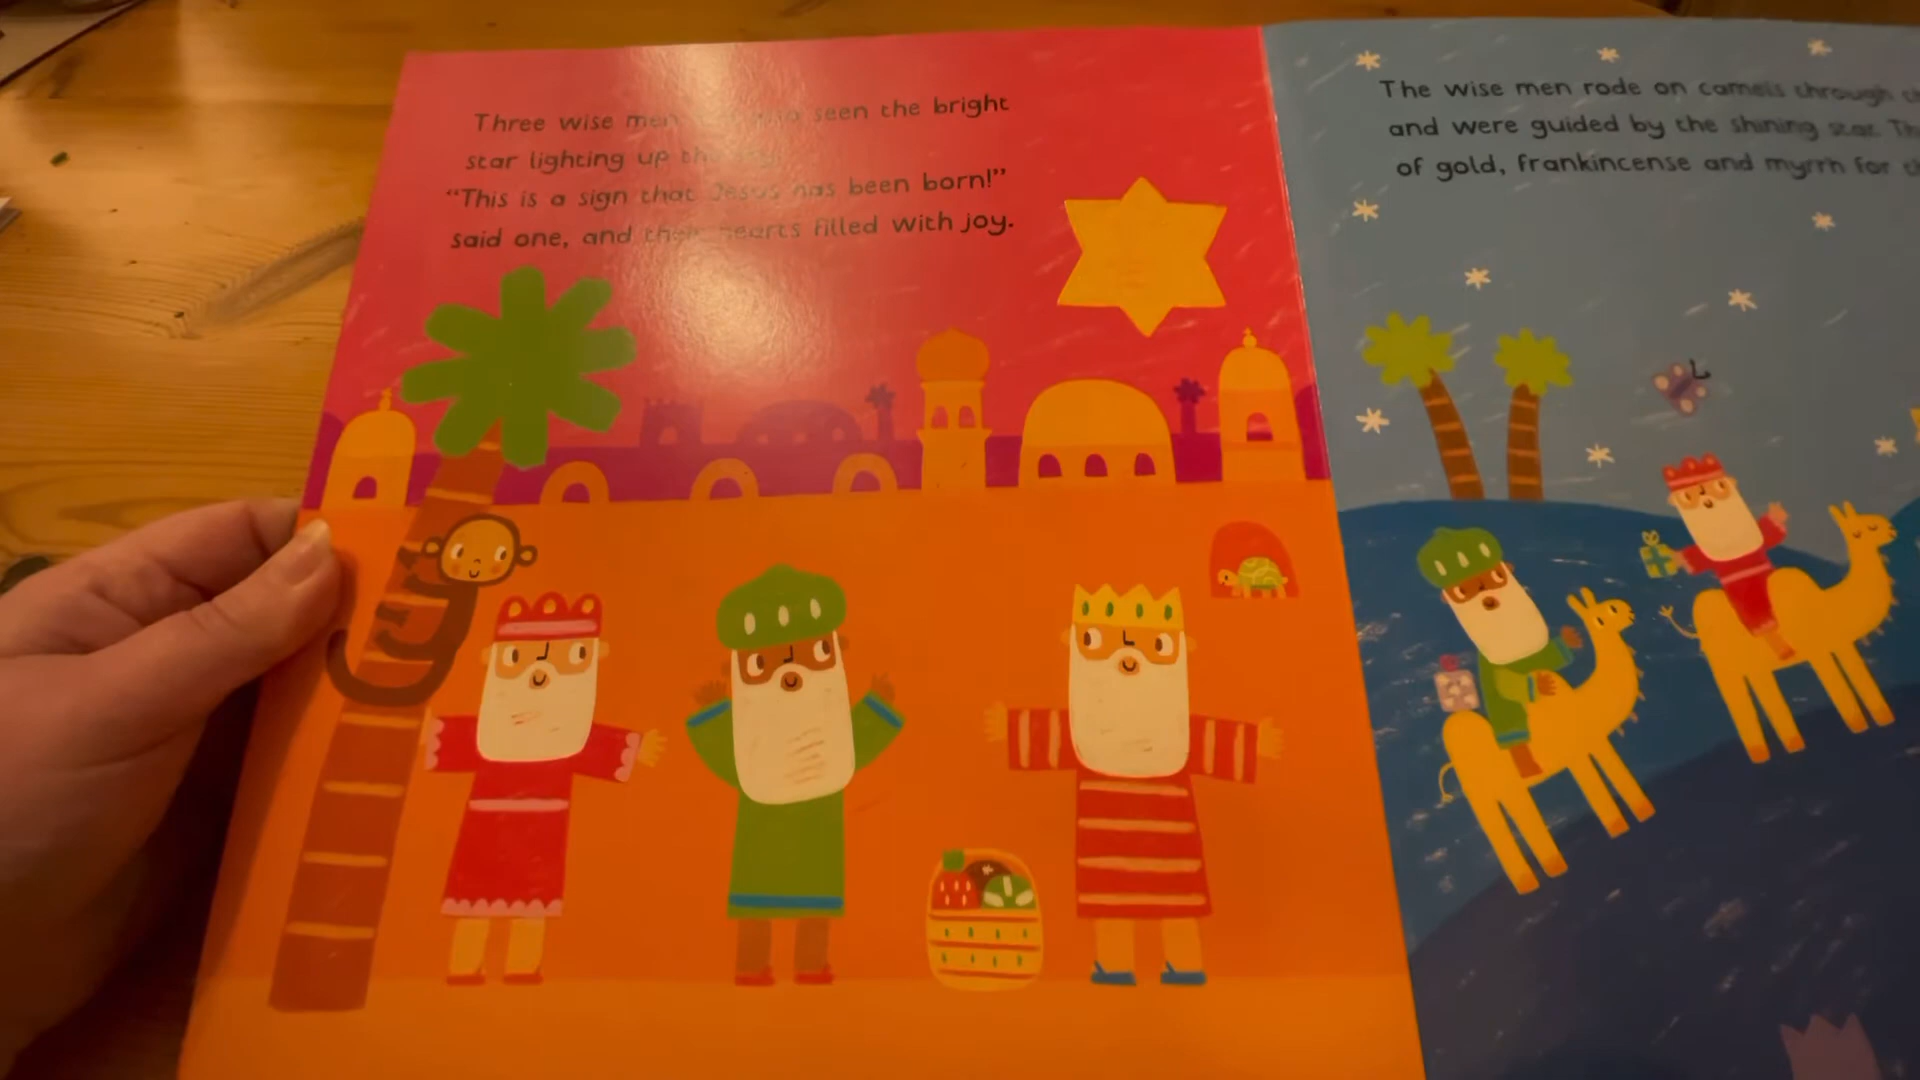 Three wise men seen the bright
star lighting up the
“This is a sign that Jesus has been born!”
said one, and their hearts filled with joy.
The wise men rode on camels through
and were guided by the shining star.
of gold, frankincense and myrrh for